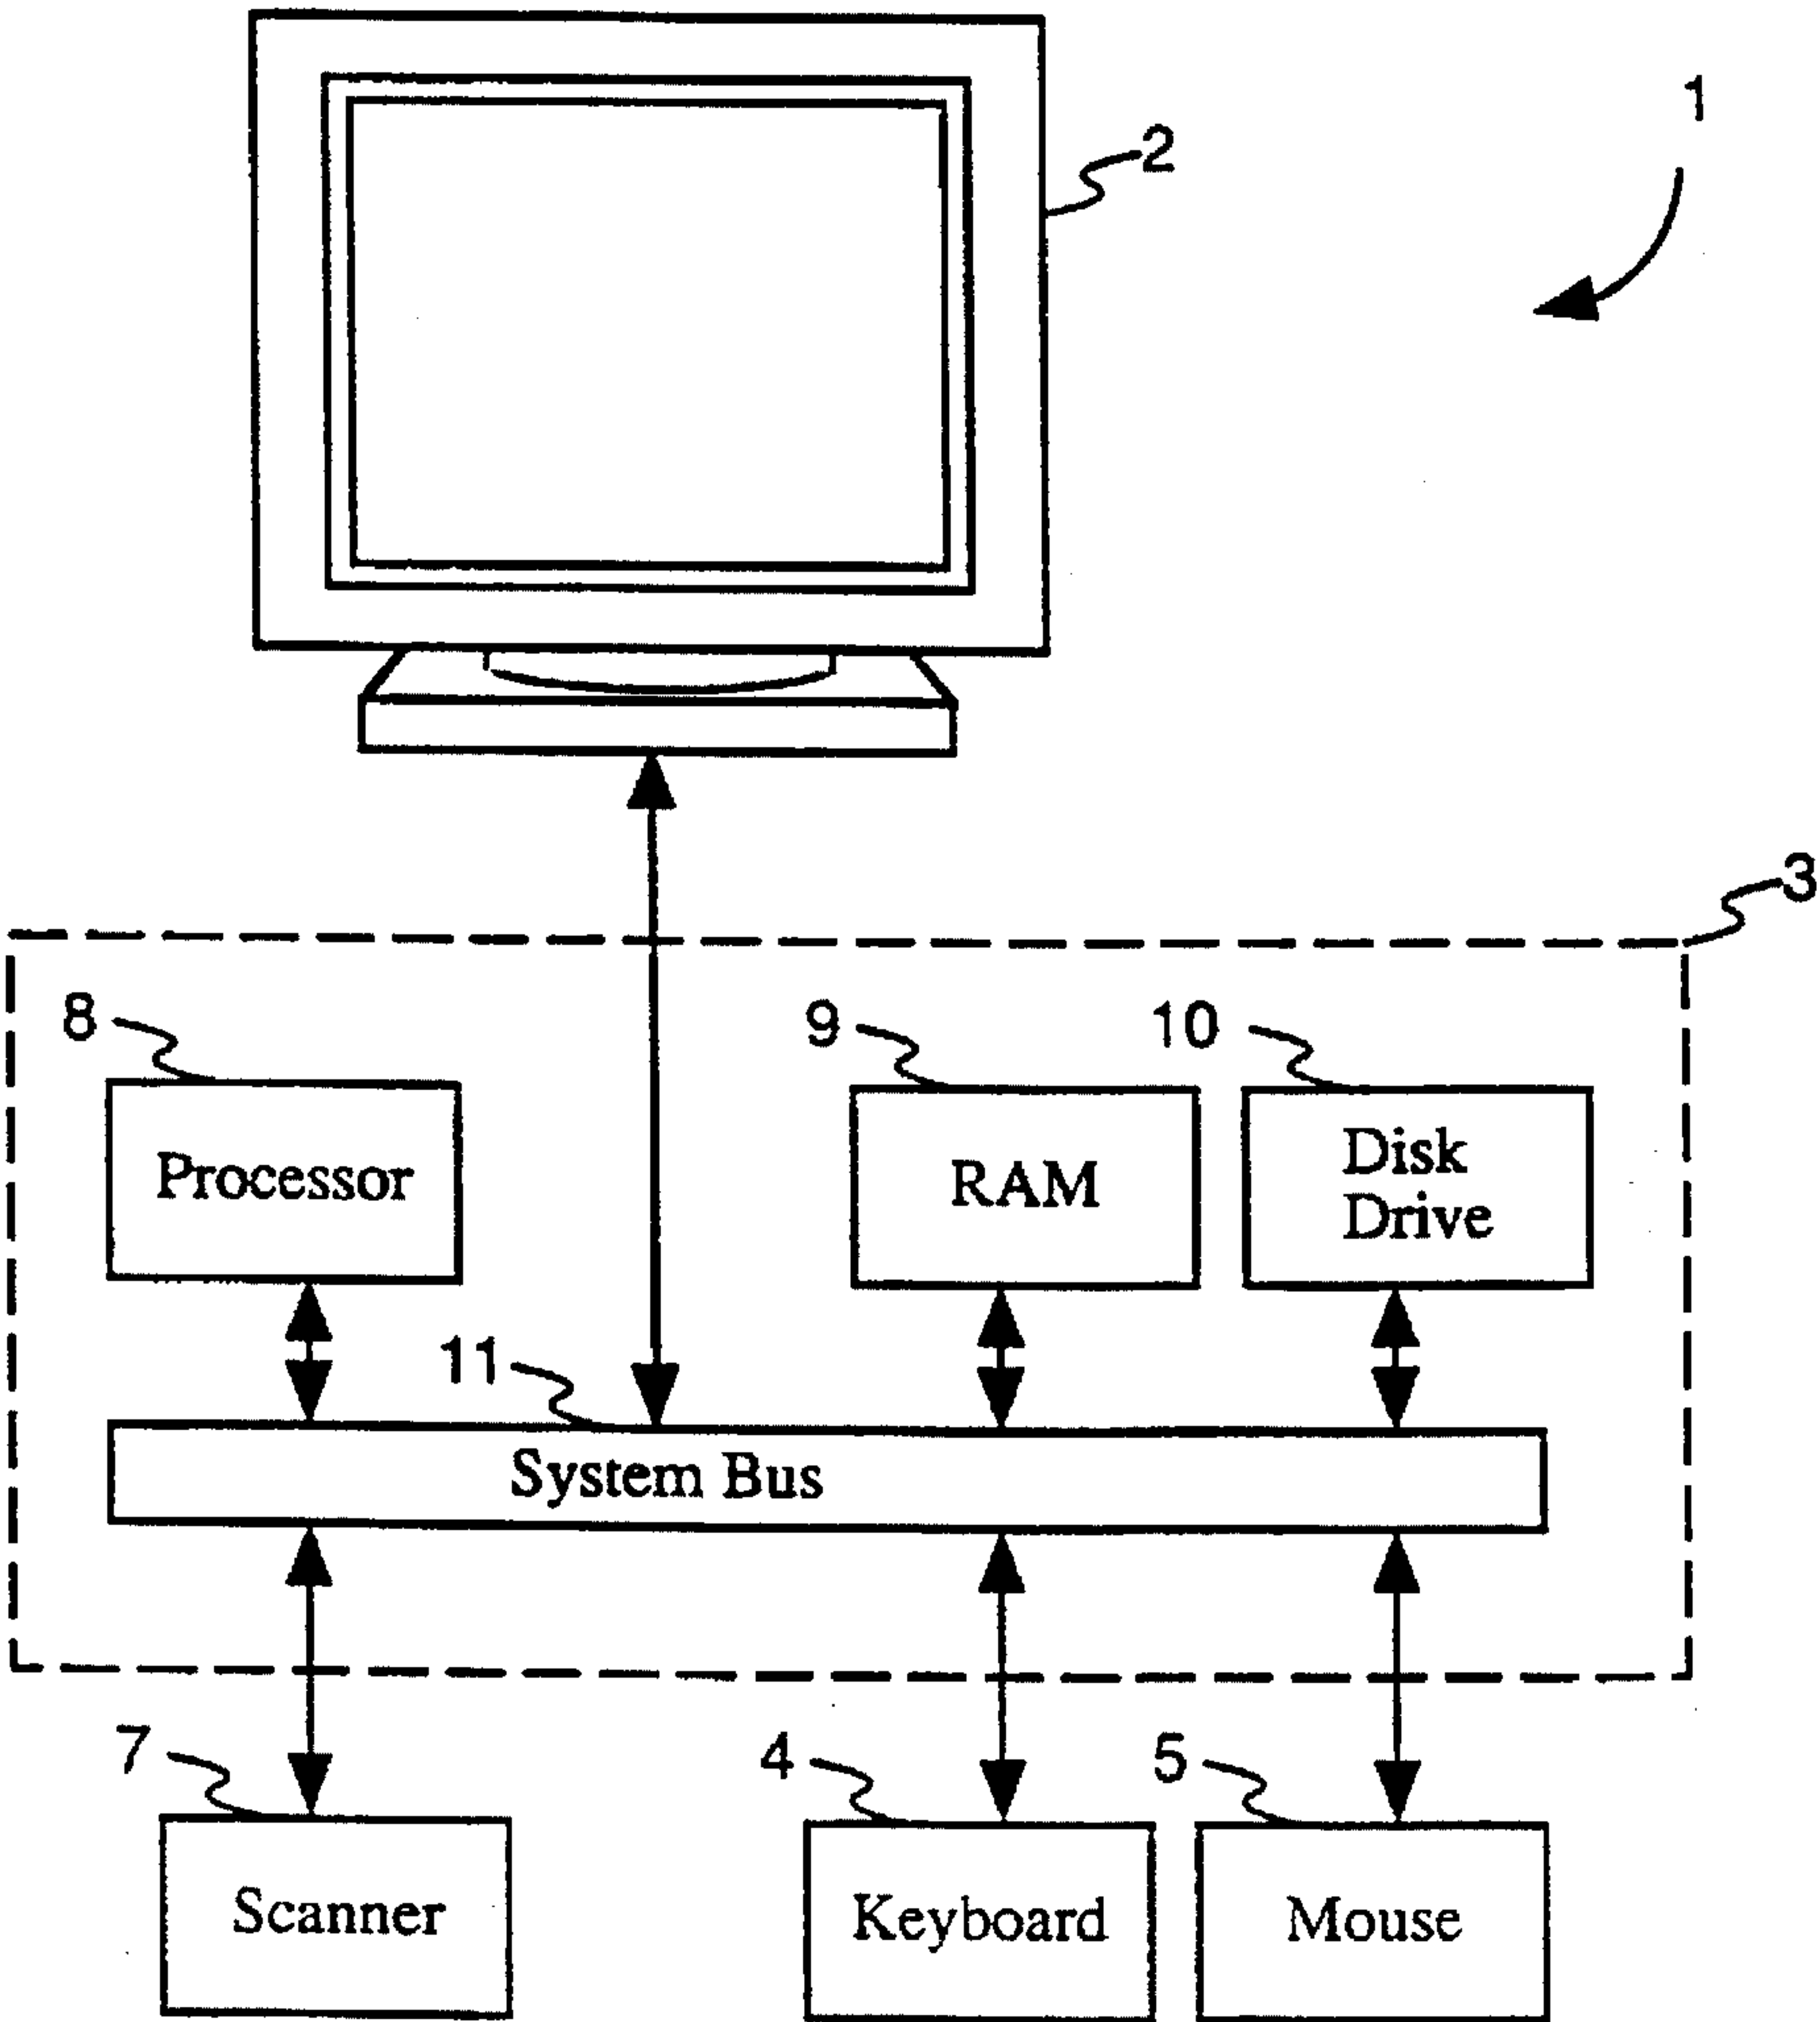 1
2
3
8
9
10
Processor
RAM
Disk
Drive
11
System Bus
7
4
5
Scanner
Keyboard
Mouse